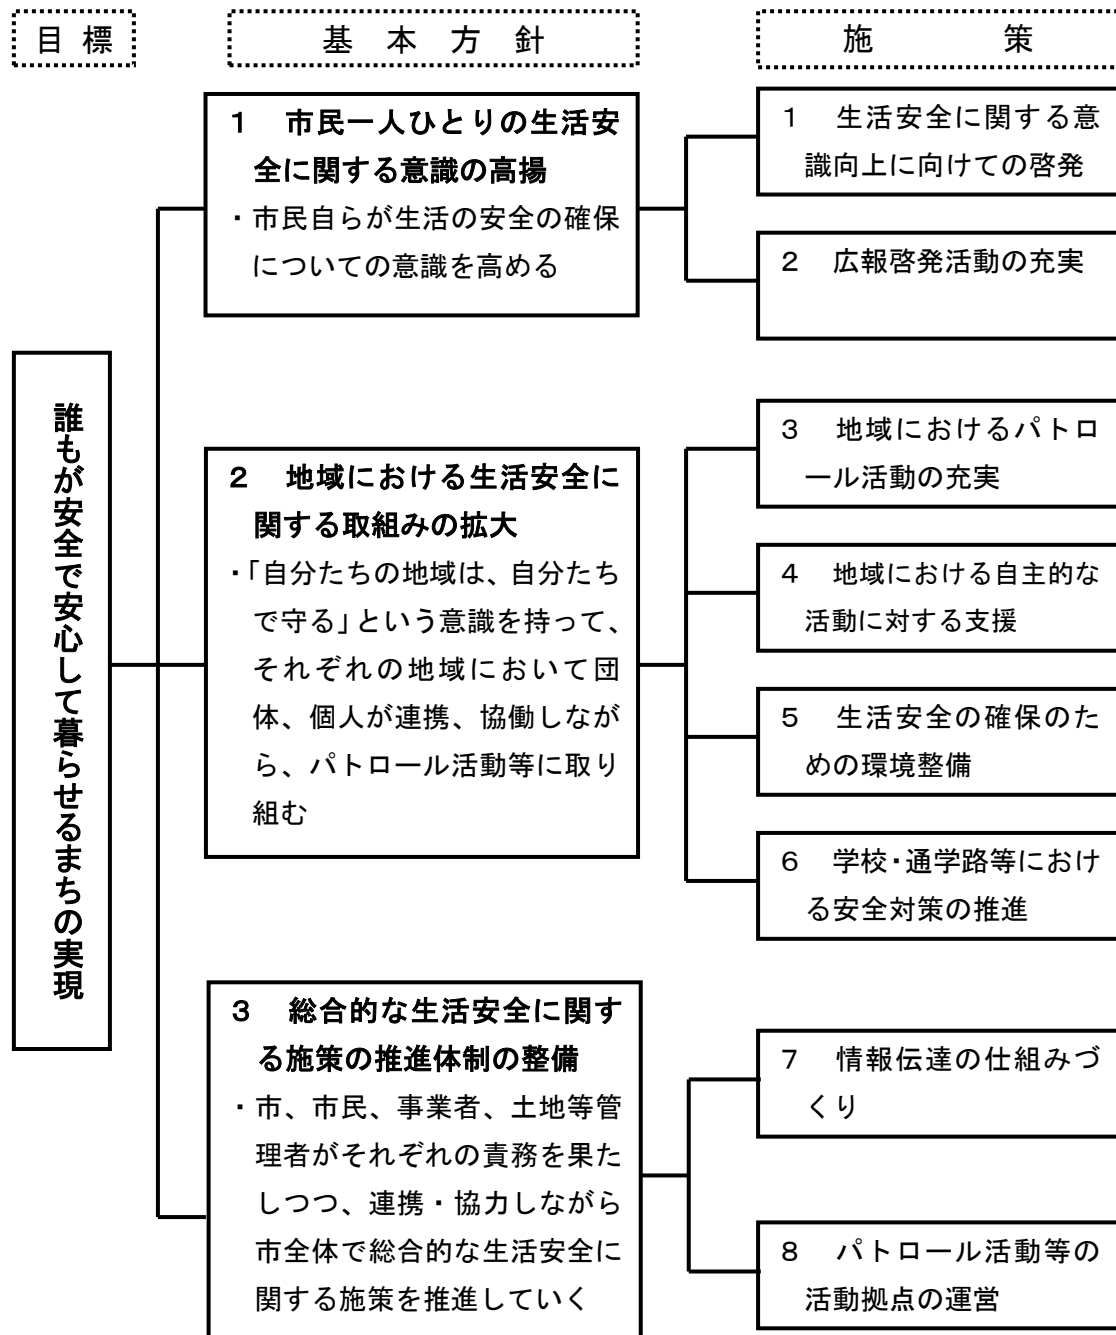 目標
基本方針
施策
誰もが安全で安心して暮らせるまちの実現
1　市民一人ひとりの生活安
全に関する意識の高揚
・市民自らが生活の安全の確保
についての意識を高める
1　生活安全に関する意
識向上に向けての啓発
2　広報啓発活動の充実
2　地域における生活安全に
関する取組みの拡大
・「自分たちの地域は、自分たち
で守る」という意識を持って、
それぞれの地域において団
体、個人が連携、協働しなが
ら、パトロール活動等に取り
組む
3　地域におけるパトロ
ール活動の充実
4　地域における自主的な
活動に対する支援
5　生活安全の確保のた
めの環境整備
6　学校・通学路等におけ
る安全対策の推進
3　総合的な生活安全に関す
る施策の推進体制の整備
・市、市民、事業者、土地等管
理者がそれぞれの責務を果た
しつつ、連携・協力しながら
市全体で総合的な生活安全に
関する施策を推進していく
7　情報伝達の仕組みづ
くり
8　パトロール活動等の
活動拠点の運営